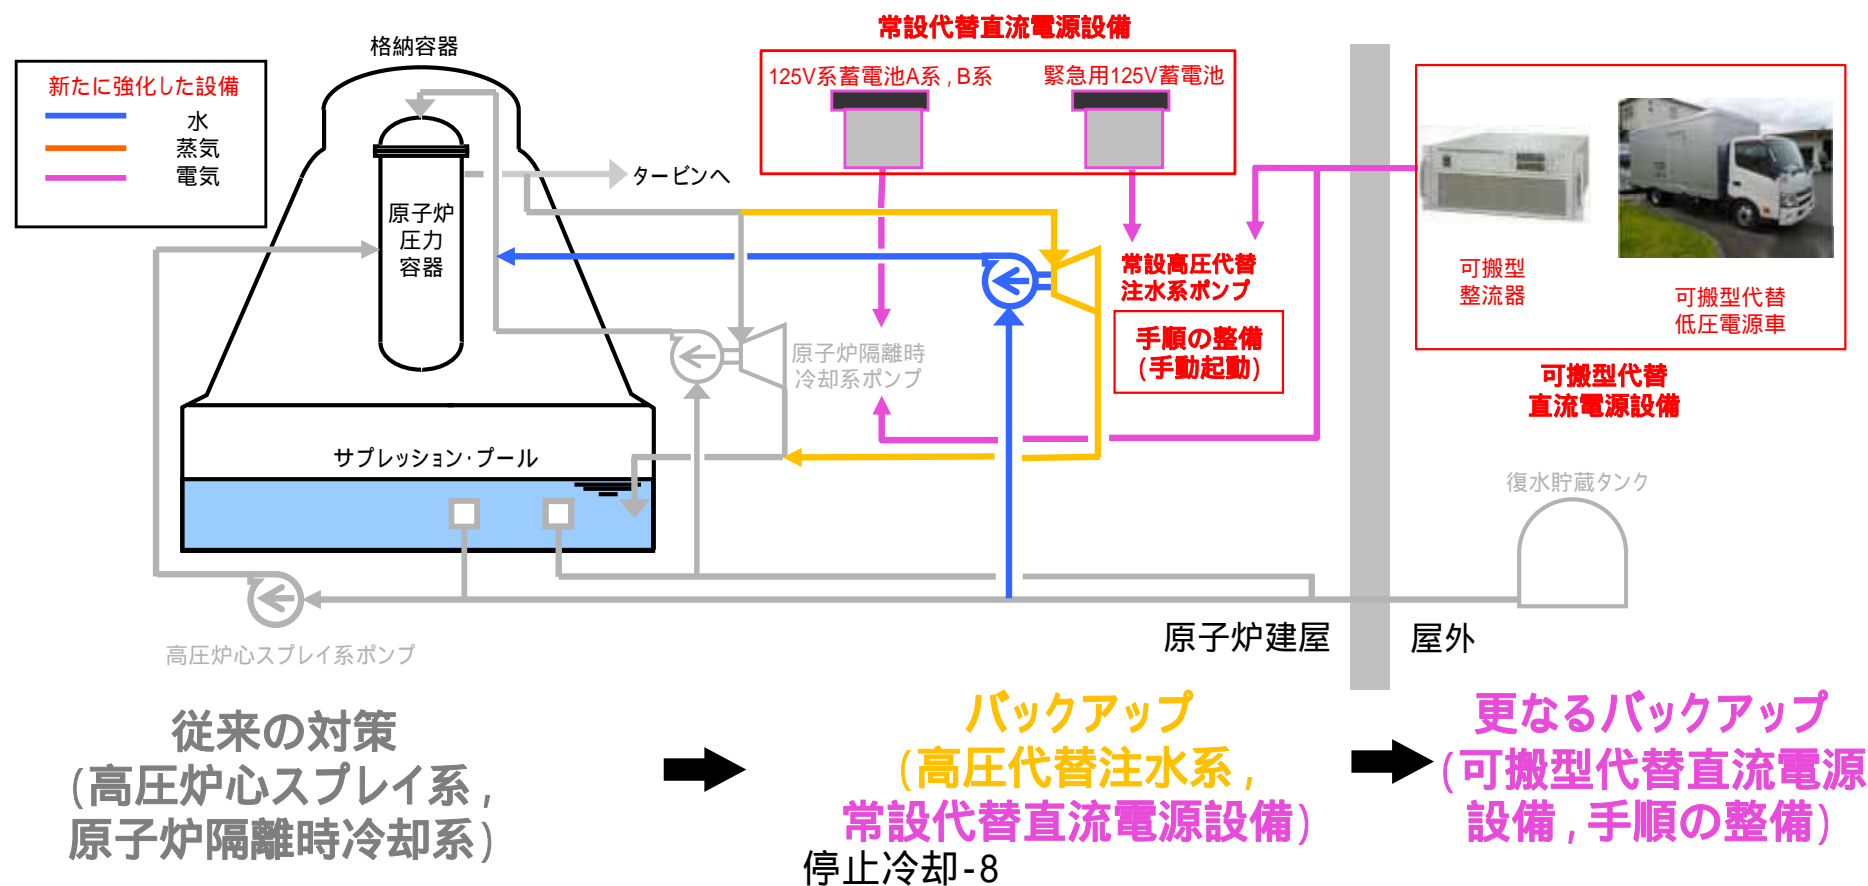 常設代替直流電源設備
格納容器
新たに強化した設備
水
蒸気
電気
125V系蓄電池A系,B系
緊急用125V蓄電池
タービンへ
原子炉
圧力
容器
常設高圧代替
注水系ポンプ
手順の整備
(手動起動)
可搬型
整流器
可搬型代替
低圧電源車
可搬型代替
直流電源設備
原子炉隔離時
冷却系ポンプ
サプレッション・プール
復水貯蔵タンク
高圧炉心スプレイ系ポンプ
原子炉建屋
屋外
従来の対策
(高圧炉心スプレイ系,
原子炉隔離時冷却系)
バックアップ
(高圧代替注水系,
常設代替直流電源設備)
更なるバックアップ
(可搬型代替直流電源
設備,手順の整備)
停止冷却-8